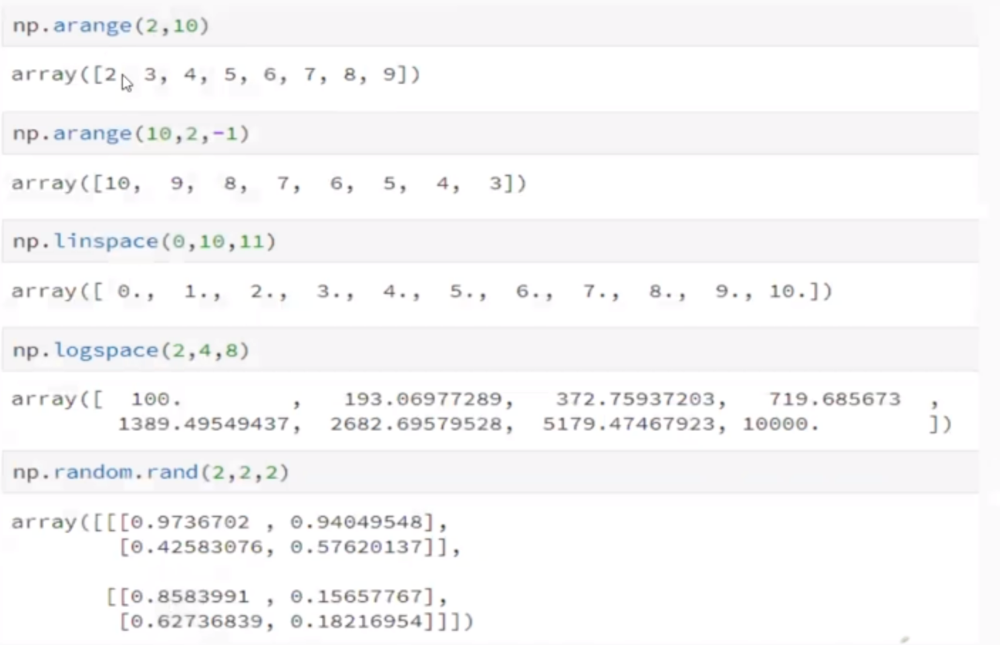 np.arange(2,10)
array([2, 3, 4, 5, 6, 7, 8, 9])
np.arange(10,2,-1)
array([10,  9,  8,  7,  6,  5,  4,  3])
np.linspace(0,10,11)
array([ 0.,  1.,  2.,  3.,  4.,  5.,  6.,  7.,  8.,  9., 10.])
np.logspace(2,4,8)
array([  100.        ,   193.06977289,   372.75937203,   719.685673  ,
        1389.49549437,  2682.69579528,  5179.47467923, 10000.        ])
np.random.rand(2,2,2)
array([[[0.9736702 , 0.94049548],
        [0.42583076, 0.57620137]],
       [[0.8583991 , 0.15657767],
        [0.62736839, 0.18216954]]])